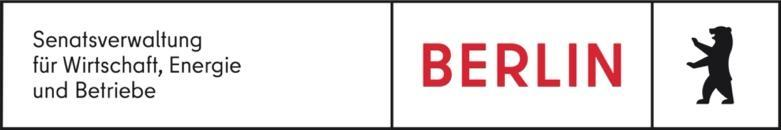 Senatsverwaltung
für Wirtschaft, Energie
und Betriebe
BERLIN